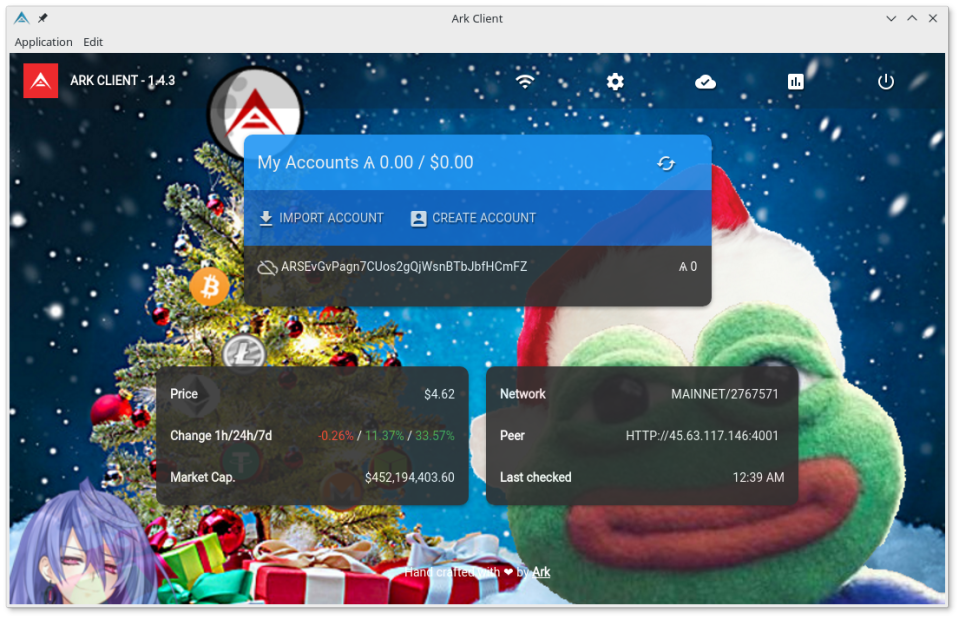 Ark Client
Application Edit
ARK CLIENT - 1.4.3
My Accounts Ѧ 0.00 / $0.00
IMPORT ACCOUNT CREATE ACCOUNT
ARSEvGvPagn7CUos2gQjWsnBTbJbfHCmFZ Ѧ 0
Price $4.62
Change 1h/24h/7d -0.26% / 11.37% / 33.57%
Market Cap. $452,194,403.60
Network MAINNET/2767571
Peer HTTP://45.63.117.146:4001
Last checked 12:39 AM
Hand crafted with ❤ by Ark